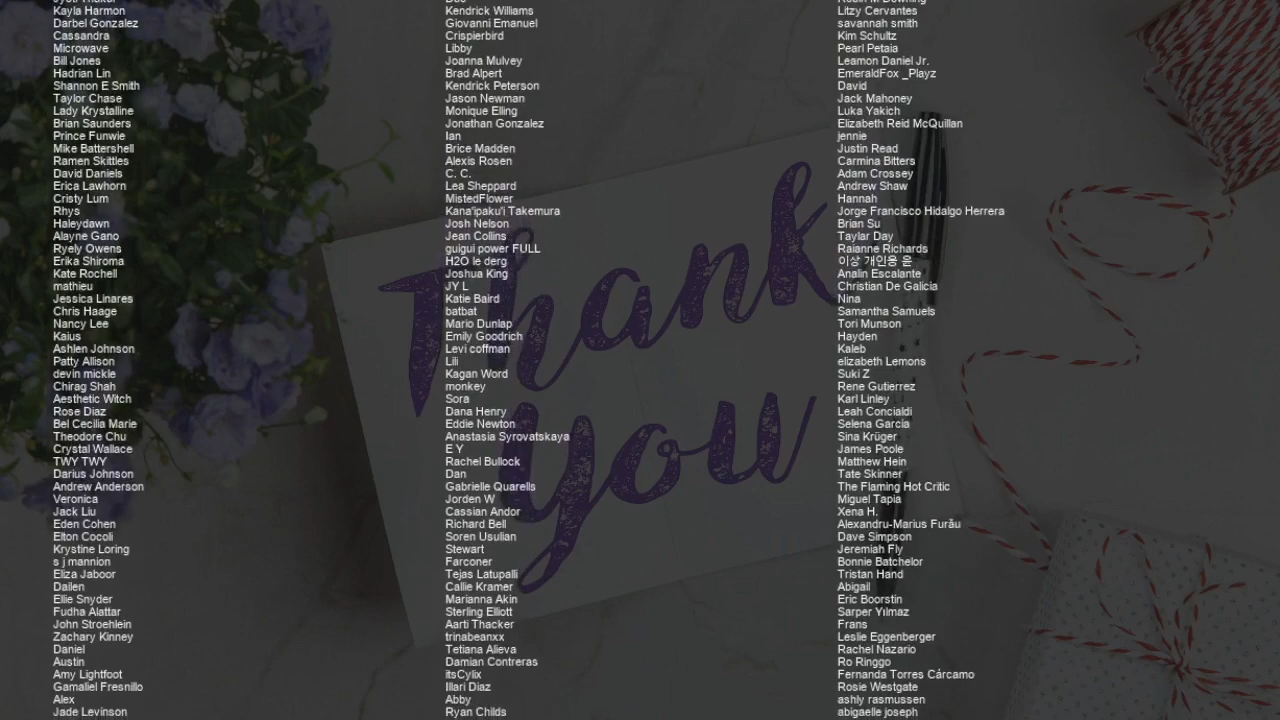 Kayla Harmon
Darbel Gonzalez
Cassandra
Microwave
Bill Jones
Hadrian Lin
Shannon E Smith
Taylor Chase
Lady Krystalline
Brian Saunders
Prince Funwie
Mike Battershell
Ramen Skittles
David Daniels
Erica Lawhorn
Cristy Lum
Rhys
Haleydawn
Alayne Gano
Ryely Owens
Erika Shiroma
Kate Rochell
mathieu
Jessica Linares
Chris Haage
Nancy Lee
Kaius
Ashlen Johnson
Patty Allison
devin mickle
Chirag Shah
Aesthetic Witch
Rose Diaz
Bel Cecilia Marie
Theodore Chu
Crystal Wallace
TWY TWY
Darius Johnson
Andrew Anderson
Veronica
Jack Liu
Eden Cohen
Elton Cocoli
Krystine Loring
s j mannion
Eliza Jaboor
Dailen
Ellie Snyder
Fudha Alattar
John Stroehlein
Zachary Kinney
Daniel
Austin
Amy Lightfoot
Gamaliel Fresnillo
Alex
Jade Levinson
Kendrick Williams
Giovanni Emanuel
Crispierbird
Libby
Joanna Mulvey
Brad Alpert
Kendrick Peterson
Jason Newman
Monique Elling
Jonathan Gonzalez
Ian
Brice Madden
Alexis Rosen
C. C.
Lea Sheppard
MistedFlower
Kana'ipaku'i Takemura
Josh Nelson
Jean Collins
guigui power FULL
H2O le derg
Joshua King
JY L
Katie Baird
batbat
Mario Dunlap
Emily Goodrich
Levi coffman
Lili
Kagan Word
monkey
Sora
Dana Henry
Eddie Newton
Anastasia Syrovatskaya
E Y
Rachel Bullock
Dan
Gabrielle Quarells
Jorden W
Cassian Andor
Richard Bell
Soren Usulian
Stewart
Farconer
Tejas Latupalli
Callie Kramer
Marianna Akin
Sterling Elliott
Aarti Thacker
trinabeanxx
Tetiana Alieva
Damian Contreras
itsCylix
Illari Diaz
Abby
Ryan Childs
Litzy Cervantes
savannah smith
Kim Schultz
Pearl Petaia
Leamon Daniel Jr.
EmeraldFox _Playz
David
Jack Mahoney
Luka Yakich
Elizabeth Reid McQuillan
jennie
Justin Read
Carmina Bitters
Adam Crossey
Andrew Shaw
Hannah
Jorge Francisco Hidalgo Herrera
Brian Su
Taylar Day
Raianne Richards
이상 개인용 윤
Analin Escalante
Christian De Galicia
Nina
Samantha Samuels
Tori Munson
Hayden
Kaleb
elizabeth Lemons
Suki Z
Rene Gutierrez
Karl Linley
Leah Concialdi
Selena Garcia
Sina Krüger
James Poole
Matthew Hein
Tate Skinner
The Flaming Hot Critic
Miguel Tapia
Xena H.
Alexandru-Marius Furău
Dave Simpson
Jeremiah Fly
Bonnie Batchelor
Tristan Hand
Abigail
Eric Boorstin
Sarper Yılmaz
Frans
Leslie Eggenberger
Rachel Nazario
Ro Ringgo
Fernanda Torres Cárcamo
Rosie Westgate
ashly rasmussen
abigaelle joseph
Thank
you